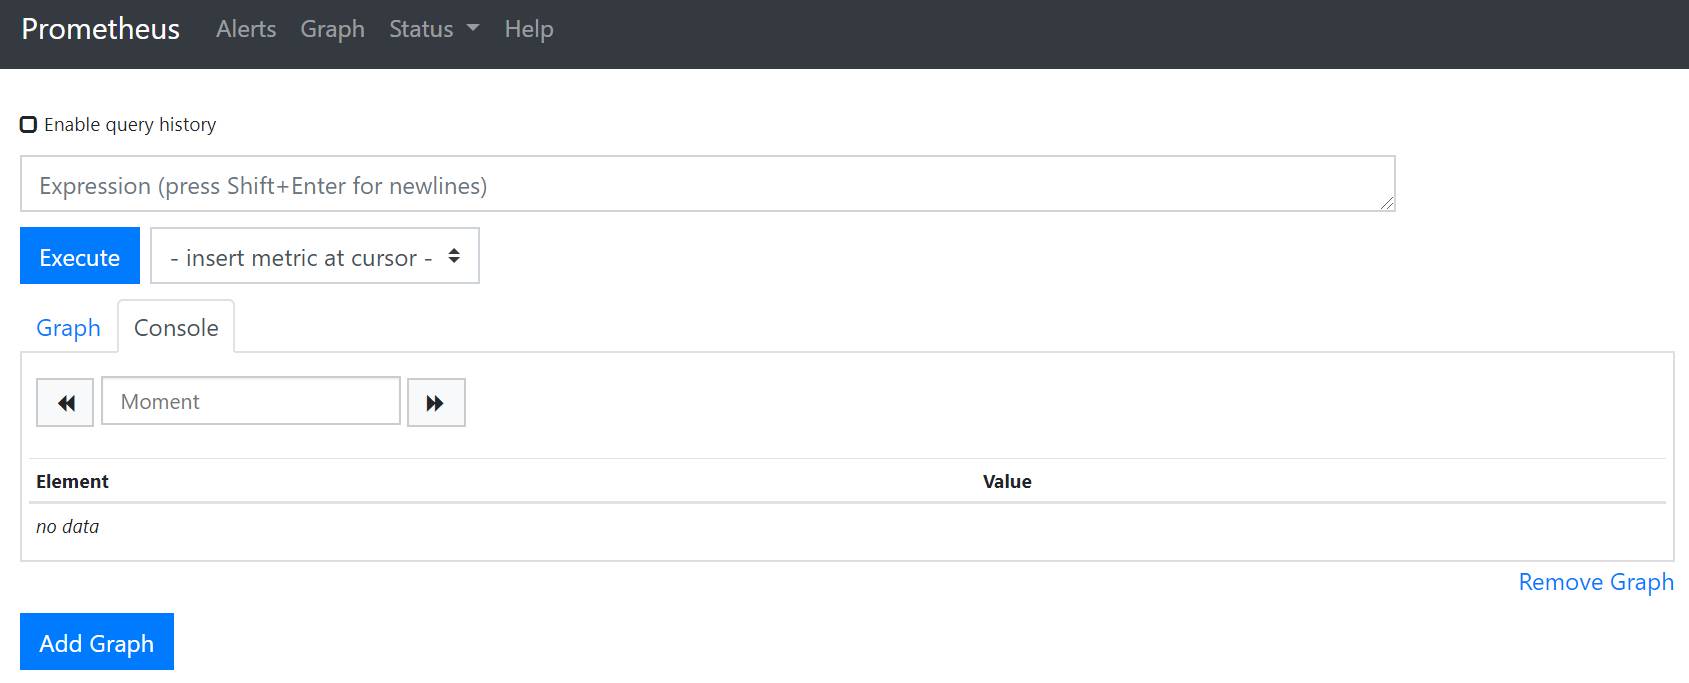 Prometheus Alerts Graph Status Help
Enable query history
Expression (press Shift+Enter for newlines)
Execute - insert metric at cursor -
Graph Console
Moment
Element Value
no data
Remove Graph
Add Graph